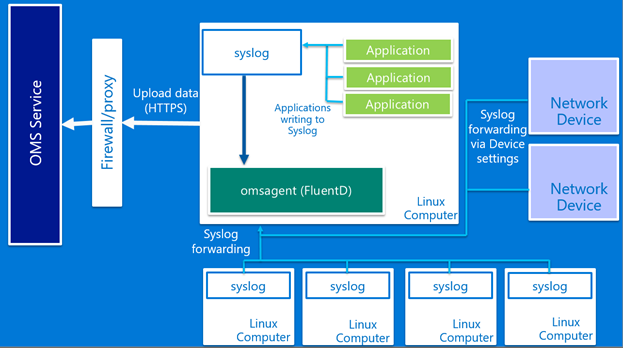 OMS Service
Firewall/proxy
Upload data
(HTTPS)
syslog
Application
Application
Application
Applications
writing to
Syslog
omsagent (FluentD)
Linux
Computer
Syslog
forwarding
via Device
settings
Network
Device
Network
Device
Syslog
forwarding
syslog
Linux
Computer
syslog
Linux
Computer
syslog
Linux
Computer
syslog
Linux
Computer